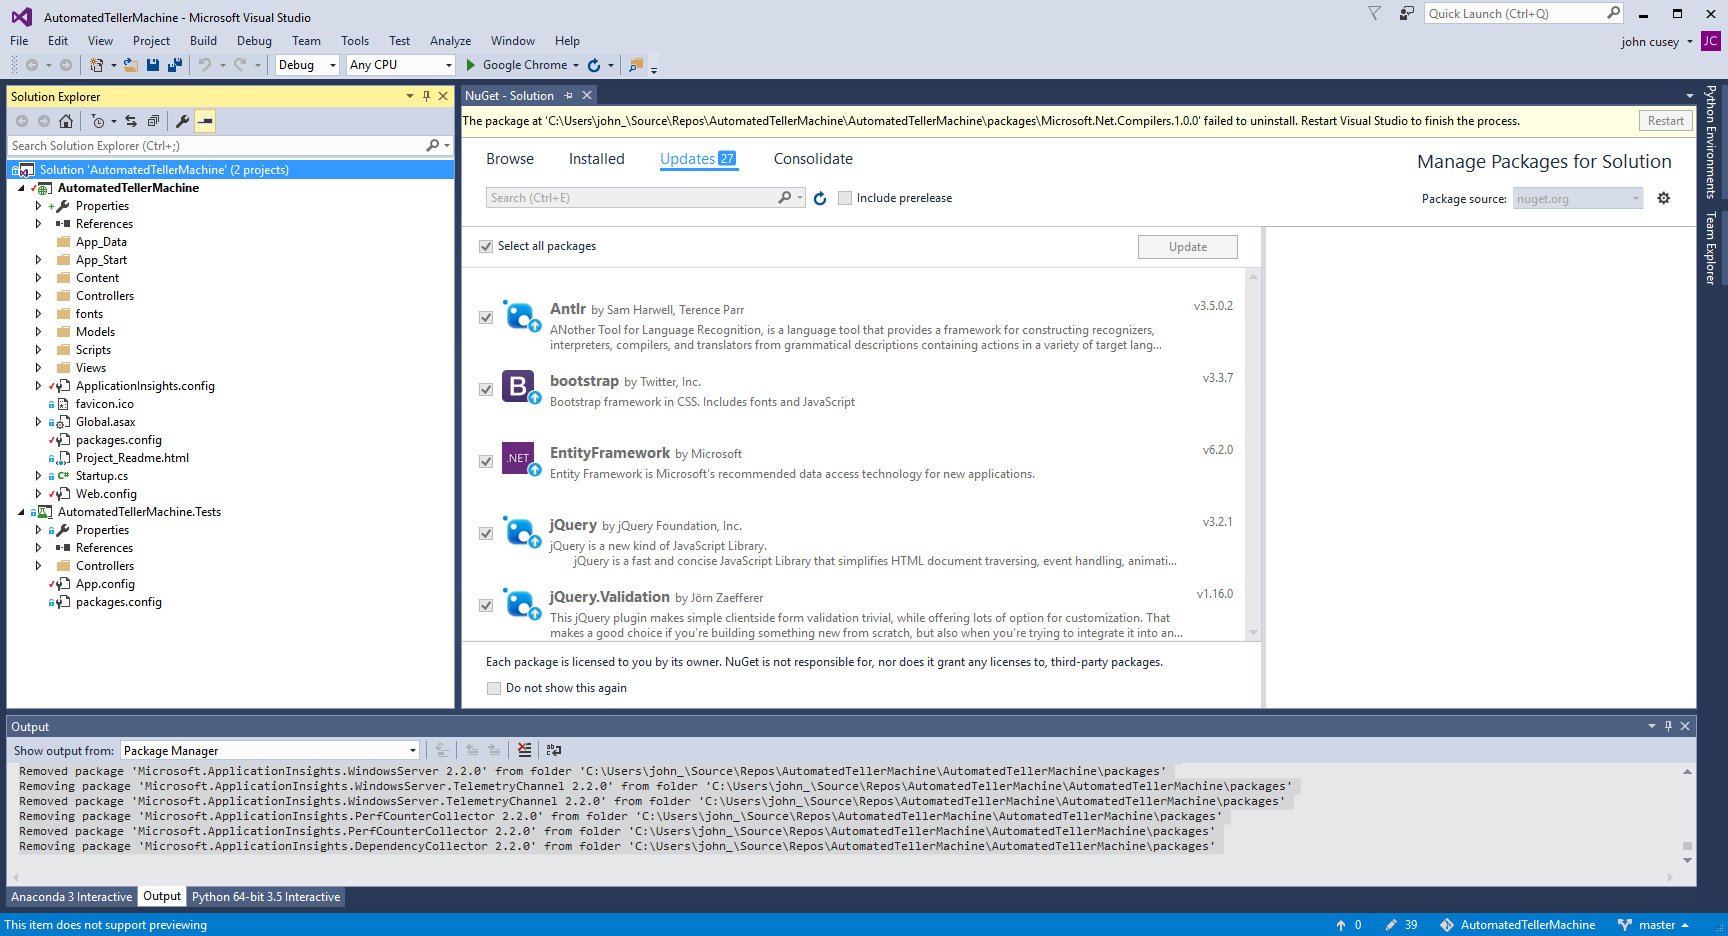 AutomatedTellerMachine - Microsoft Visual Studio
Quick Launch (Ctrl+Q)
File Edit View Project Build Debug Team Tools Test Analyze Window Help
john cusey JC
Debug Any CPU Google Chrome
Solution Explorer
Search Solution Explorer (Ctrl+;)
Solution 'AutomatedTellerMachine' (2 projects)
AutomatedTellerMachine
Properties
References
App_Data
App_Start
Content
Controllers
fonts
Models
Scripts
Views
ApplicationInsights.config
favicon.ico
Global.asax
packages.config
Project_Readme.html
C# Startup.cs
Web.config
AutomatedTellerMachine.Tests
Properties
References
Controllers
App.config
packages.config
NuGet - Solution
The package at 'C:\Users\john_\Source\Repos\AutomatedTellerMachine\AutomatedTellerMachine\packages\Microsoft.Net.Compilers.1.0.0' failed to uninstall. Restart Visual Studio to finish the process. Restart
Browse Installed Updates 27 Consolidate
Manage Packages for Solution
Search (Ctrl+E) Include prerelease
Package source: nuget.org
Select all packages Update
Antlr by Sam Harwell, Terence Parr v3.5.0.2
ANother Tool for Language Recognition, is a language tool that provides a framework for constructing recognizers,
interpreters, compilers, and translators from grammatical descriptions containing actions in a variety of target lang...
B bootstrap by Twitter, Inc. v3.3.7
Bootstrap framework in CSS. Includes fonts and JavaScript
.NET EntityFramework by Microsoft v6.2.0
Entity Framework is Microsoft's recommended data access technology for new applications.
jQuery by jQuery Foundation, Inc. v3.2.1
jQuery is a new kind of JavaScript Library.
jQuery is a fast and concise JavaScript Library that simplifies HTML document traversing, event handling, animati...
jQuery.Validation by Jörn Zaefferer v1.16.0
This jQuery plugin makes simple clientside form validation trivial, while offering lots of option for customization. That
makes a good choice if you're building something new from scratch, but also when you're trying to integrate it into an...
Each package is licensed to you by its owner. NuGet is not responsible for, nor does it grant any licenses to, third-party packages.
Do not show this again
Python Environments
Team Explorer
Output
Show output from: Package Manager
Removed package 'Microsoft.ApplicationInsights.WindowsServer 2.2.0' from folder 'C:\Users\john_\Source\Repos\AutomatedTellerMachine\AutomatedTellerMachine\packages'
Removing package 'Microsoft.ApplicationInsights.WindowsServer.TelemetryChannel 2.2.0' from folder 'C:\Users\john_\Source\Repos\AutomatedTellerMachine\AutomatedTellerMachine\packages'
Removed package 'Microsoft.ApplicationInsights.WindowsServer.TelemetryChannel 2.2.0' from folder 'C:\Users\john_\Source\Repos\AutomatedTellerMachine\AutomatedTellerMachine\packages'
Removing package 'Microsoft.ApplicationInsights.PerfCounterCollector 2.2.0' from folder 'C:\Users\john_\Source\Repos\AutomatedTellerMachine\AutomatedTellerMachine\packages'
Removed package 'Microsoft.ApplicationInsights.PerfCounterCollector 2.2.0' from folder 'C:\Users\john_\Source\Repos\AutomatedTellerMachine\AutomatedTellerMachine\packages'
Removing package 'Microsoft.ApplicationInsights.DependencyCollector 2.2.0' from folder 'C:\Users\john_\Source\Repos\AutomatedTellerMachine\AutomatedTellerMachine\packages'
Anaconda 3 Interactive Output Python 64-bit 3.5 Interactive
This item does not support previewing 0 39 AutomatedTellerMachine master